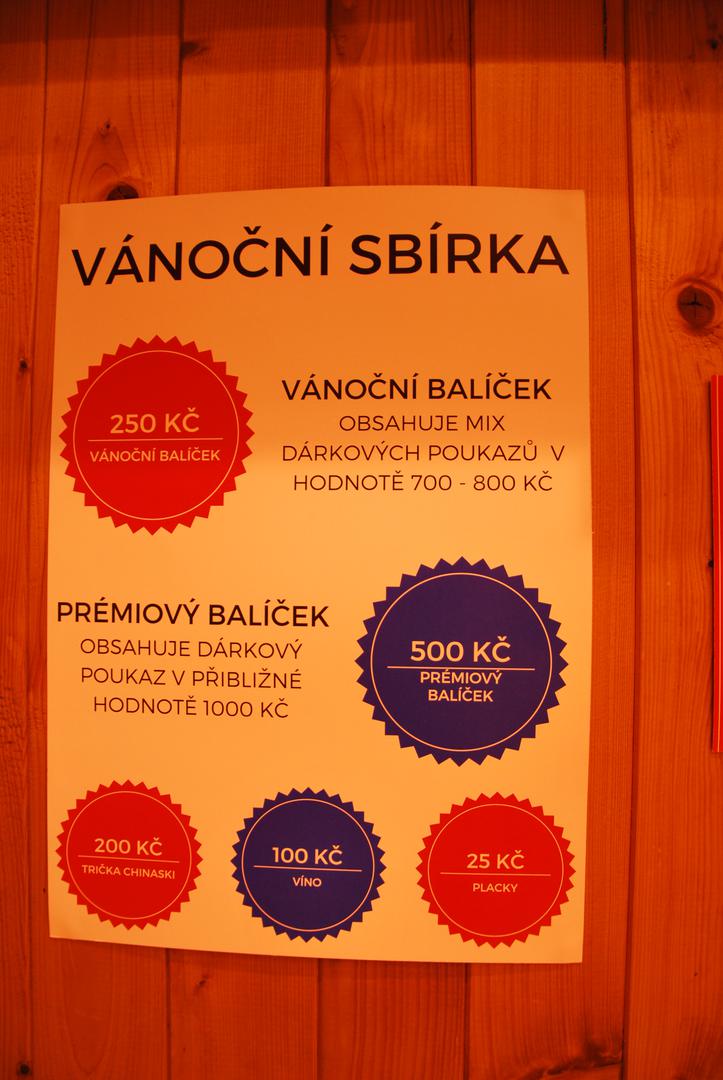 VÁNOČNÍ SBÍRKA
250 KČ
VÁNOČNÍ BALÍČEK
VÁNOČNÍ BALÍČEK
OBSAHUJE MIX
DÁRKOVÝCH POUKAZŮ V
HODNOTĚ 700 - 800 KČ
PRÉMIOVÝ BALÍČEK
OBSAHUJE DÁRKOVÝ
POUKAZ V PŘIBLIŽNÉ
HODNOTĚ 1000 KČ
500 KČ
PRÉMIOVÝ
BALÍČEK
200 KČ
TRIČKA CHINASKI
100 KČ
VÍNO
25 KČ
PLACKY